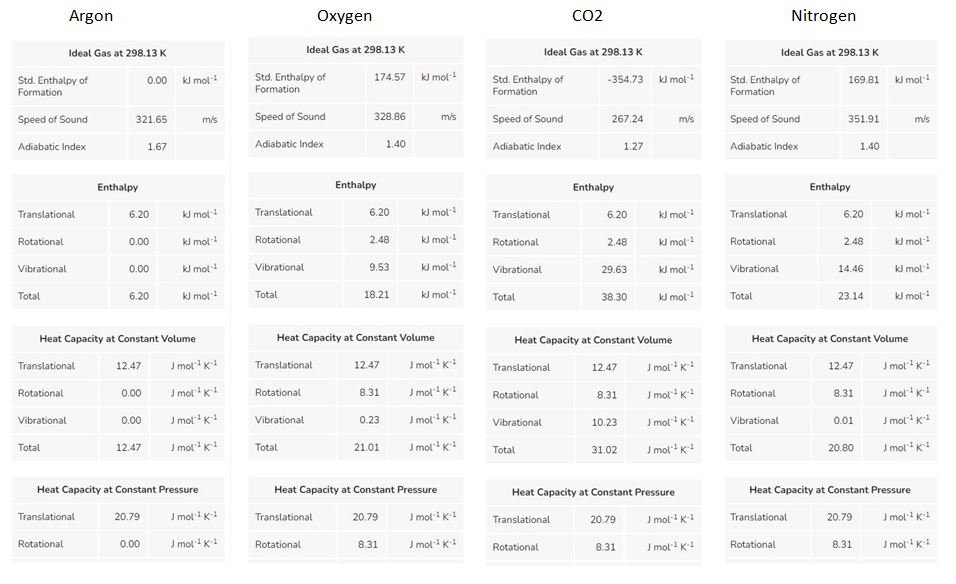 Argon
Ideal Gas at 298.13 K
Std. Enthalpy of 0.00 kJ mol⁻¹
Formation
Speed of Sound 321.65 m/s
Adiabatic Index 1.67
Enthalpy
Translational 6.20 kJ mol⁻¹
Rotational 0.00 kJ mol⁻¹
Vibrational 0.00 kJ mol⁻¹
Total 6.20 kJ mol⁻¹
Heat Capacity at Constant Volume
Translational 12.47 J mol⁻¹ K⁻¹
Rotational 0.00 J mol⁻¹ K⁻¹
Vibrational 0.00 J mol⁻¹ K⁻¹
Total 12.47 J mol⁻¹ K⁻¹
Heat Capacity at Constant Pressure
Translational 20.79 J mol⁻¹ K⁻¹
Rotational 0.00 J mol⁻¹ K⁻¹
Oxygen
Ideal Gas at 298.13 K
Std. Enthalpy of 174.57 kJ mol⁻¹
Formation
Speed of Sound 328.86 m/s
Adiabatic Index 1.40
Enthalpy
Translational 6.20 kJ mol⁻¹
Rotational 2.48 kJ mol⁻¹
Vibrational 9.53 kJ mol⁻¹
Total 18.21 kJ mol⁻¹
Heat Capacity at Constant Volume
Translational 12.47 J mol⁻¹ K⁻¹
Rotational 8.31 J mol⁻¹ K⁻¹
Vibrational 0.23 J mol⁻¹ K⁻¹
Total 21.01 J mol⁻¹ K⁻¹
Heat Capacity at Constant Pressure
Translational 20.79 J mol⁻¹ K⁻¹
Rotational 8.31 J mol⁻¹ K⁻¹
CO2
Ideal Gas at 298.13 K
Std. Enthalpy of -354.73 kJ mol⁻¹
Formation
Speed of Sound 267.24 m/s
Adiabatic Index 1.27
Enthalpy
Translational 6.20 kJ mol⁻¹
Rotational 2.48 kJ mol⁻¹
Vibrational 29.63 kJ mol⁻¹
Total 38.30 kJ mol⁻¹
Heat Capacity at Constant Volume
Translational 12.47 J mol⁻¹ K⁻¹
Rotational 8.31 J mol⁻¹ K⁻¹
Vibrational 10.23 J mol⁻¹ K⁻¹
Total 31.02 J mol⁻¹ K⁻¹
Heat Capacity at Constant Pressure
Translational 20.79 J mol⁻¹ K⁻¹
Rotational 8.31 J mol⁻¹ K⁻¹
Nitrogen
Ideal Gas at 298.13 K
Std. Enthalpy of 169.81 kJ mol⁻¹
Formation
Speed of Sound 351.91 m/s
Adiabatic Index 1.40
Enthalpy
Translational 6.20 kJ mol⁻¹
Rotational 2.48 kJ mol⁻¹
Vibrational 14.46 kJ mol⁻¹
Total 23.14 kJ mol⁻¹
Heat Capacity at Constant Volume
Translational 12.47 J mol⁻¹ K⁻¹
Rotational 8.31 J mol⁻¹ K⁻¹
Vibrational 0.01 J mol⁻¹ K⁻¹
Total 20.80 J mol⁻¹ K⁻¹
Heat Capacity at Constant Pressure
Translational 20.79 J mol⁻¹ K⁻¹
Rotational 8.31 J mol⁻¹ K⁻¹